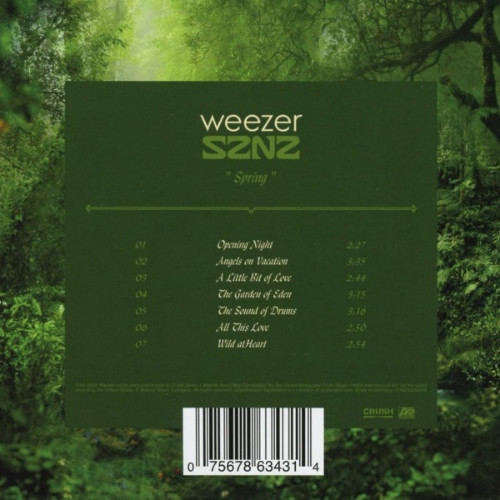 weezer
SZNZ
" Spring "
01 Opening Night 2:27
02 Angels on Vacation 3:35
03 A Little Bit of Love 2:44
04 The Garden of Eden 3:15
05 The Sound of Drums 3:16
06 All This Love 2:50
07 Wild atHeart 2:54
CRUSH
0 75678 63431 4